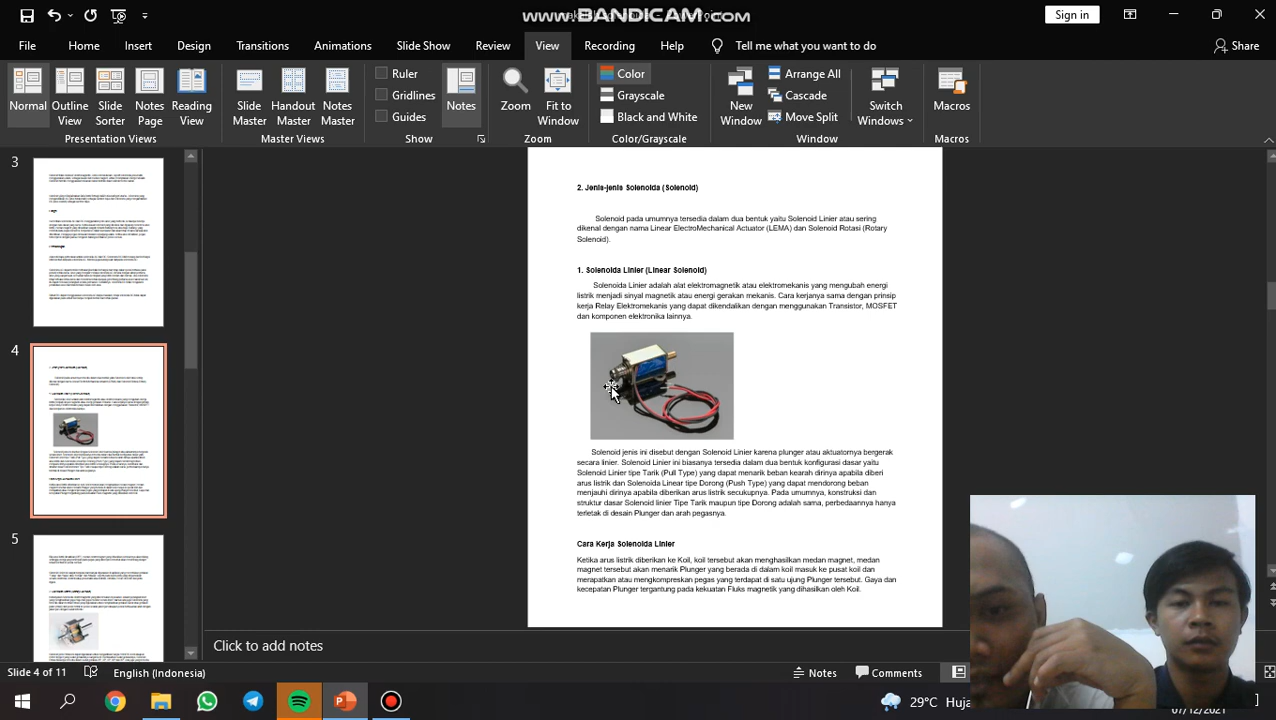 www.BANDICAM.com
Sign in
File Home Insert Design Transitions Animations Slide Show Review View Recording Help Tell me what you want to do Share
Normal Outline View Slide Sorter Notes Page Reading View
Presentation Views
Slide Master Handout Master Notes Master
Master Views
Ruler
Gridlines
Guides
Show
Notes
Zoom Fit to Window
Zoom
Color
Grayscale
Black and White
Color/Grayscale
New Window
Arrange All
Cascade
Move Split
Window
Switch Windows
Macros
Macros
3
4
5
2. Jenis-jenis Solenoida (Solenoid)
Solenoid pada umumnya tersedia dalam dua bentuk yaitu Solenoid Linier atau sering
dikenal dengan nama Linear ElectroMechanical Actuator (LEMA) dan Solenoid Rotasi (Rotary
Solenoid).
1. Solenoida Linier (Linear Solenoid)
Solenoida Linier adalah alat elektromagnetik atau elektromekanis yang mengubah energi
listrik menjadi sinyal magnetik atau energi gerakan mekanis. Cara kerjanya sama dengan prinsip
kerja Relay Elektromekanis yang dapat dikendalikan dengan menggunakan Transistor, MOSFET
dan komponen elektronika lainnya.
Solenoid jenis ini disebut dengan Solenoid Linier karena plunger atau aktuatornya bergerak
secara linier. Solenoid Linier ini biasanya tersedia dalam dua bentuk konfigurasi dasar yaitu
Solenoid Linier tipe Tarik (Pull Type) yang dapat menarik beban kearah dirinya apabila diberi
arus listrik dan Solenoida Linear tipe Dorong (Push Type) yang dapat mendorong beban
menjauhi dirinya apabila diberikan arus listrik secukupnya. Pada umumnya, konstruksi dan
struktur dasar Solenoid linier Tipe Tarik maupun tipe Dorong adalah sama, perbedaannya hanya
terletak di desain Plunger dan arah pegasnya.
Cara Kerja Solenoida Linier
Ketika arus listrik diberikan ke Koil, koil tersebut akan menghasilkan medan magnet, medan
magnet tersebut akan menarik Plunger yang berada di dalam koil masuk ke pusat koil dan
merapatkan atau mengkompreskan pegas yang terdapat di satu ujung Plunger tersebut. Gaya dan
kecepatan Plunger tergantung pada kekuatan Fluks magnetik yang dihasilkan oleh Koil.
Click to add notes
Slide 4 of 11 English (Indonesia) Notes Comments
29°C
07/12/2021